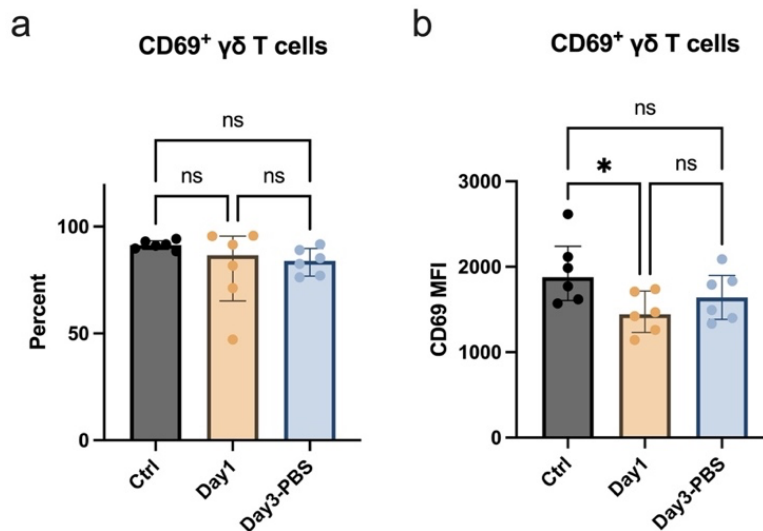 a
CD69⁺ γδ T cells
ns
ns
ns
100
50
0
Percent
Ctrl
Day1
Day3-PBS
b
CD69⁺ γδ T cells
ns
*
ns
3000
2000
1000
0
CD69 MFI
Ctrl
Day1
Day3-PBS